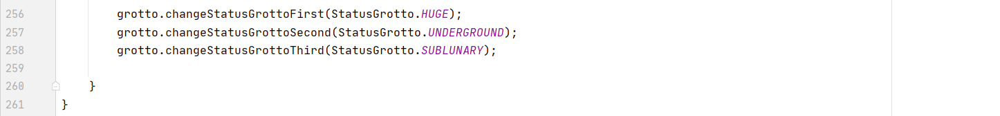 256 grotto.changeStatusGrottoFirst(StatusGrotto.HUGE);
257 grotto.changeStatusGrottoSecond(StatusGrotto.UNDERGROUND);
258 grotto.changeStatusGrottoThird(StatusGrotto.SUBLUNARY);
259
260 }
261 }